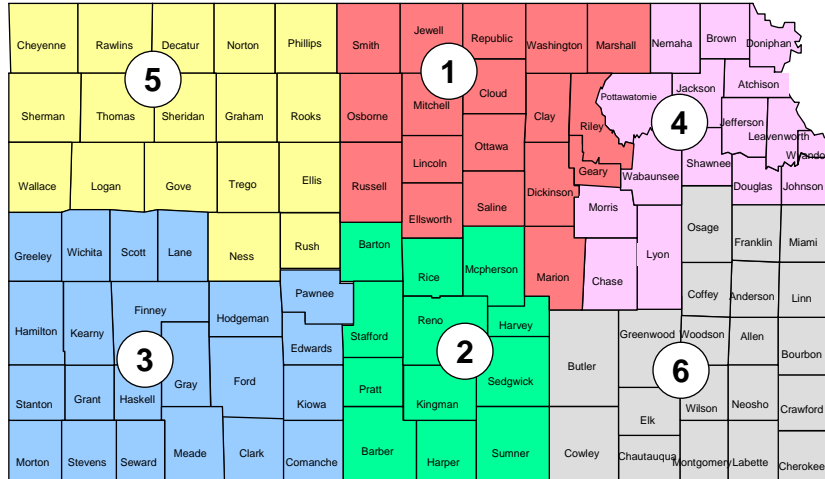 Cheyenne Rawlins Decatur Norton Phillips Smith Jewell Republic Washington Marshall Nemaha Brown Doniphan
5 1 4
Sherman Thomas Sheridan Graham Rooks Osborne Mitchell Cloud Clay Riley Pottawatomie Jackson Atchison
Jefferson Leavenworth
Wyando
Wallace Logan Gove Trego Ellis Russell Lincoln Ottawa Dickinson Geary Wabaunsee Shawnee Douglas Johnson
Ellsworth Saline Morris
Greeley Wichita Scott Lane Ness Rush Barton Rice Mcpherson Marion Chase Lyon Osage Franklin Miami
Hamilton Kearny Finney Hodgeman Pawnee Edwards Stafford Reno Harvey Coffey Anderson Linn
3 2 6
Butler Greenwood Woodson Allen Bourbon
Stanton Grant Haskell Gray Ford Kiowa Pratt Kingman Sedgwick Elk Wilson Neosho Crawford
Morton Stevens Seward Meade Clark Comanche Barber Harper Sumner Cowley Chautauqua Montgomery Labette Cherokee